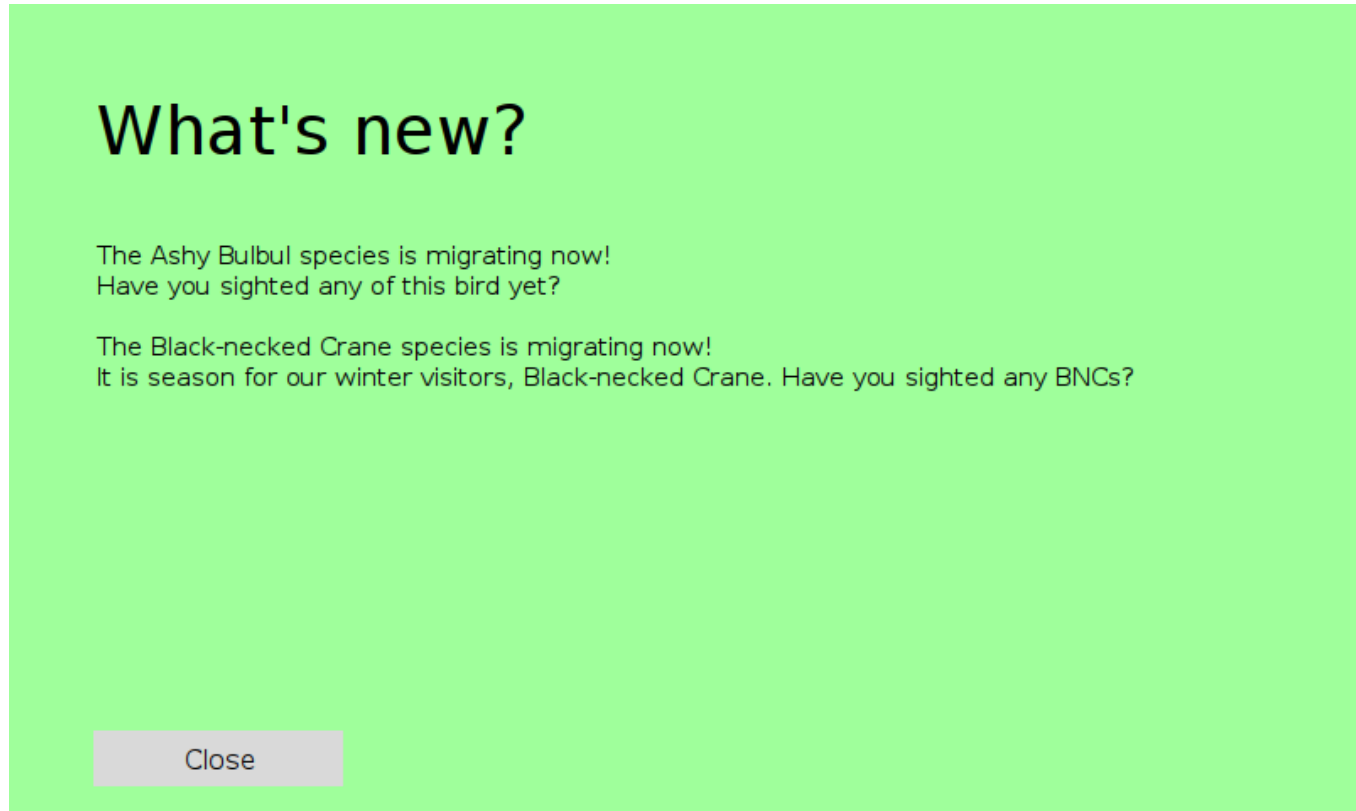 What's new?
The Ashy Bulbul species is migrating now!
Have you sighted any of this bird yet?
The Black-necked Crane species is migrating now!
It is season for our winter visitors, Black-necked Crane. Have you sighted any BNCs?
Close